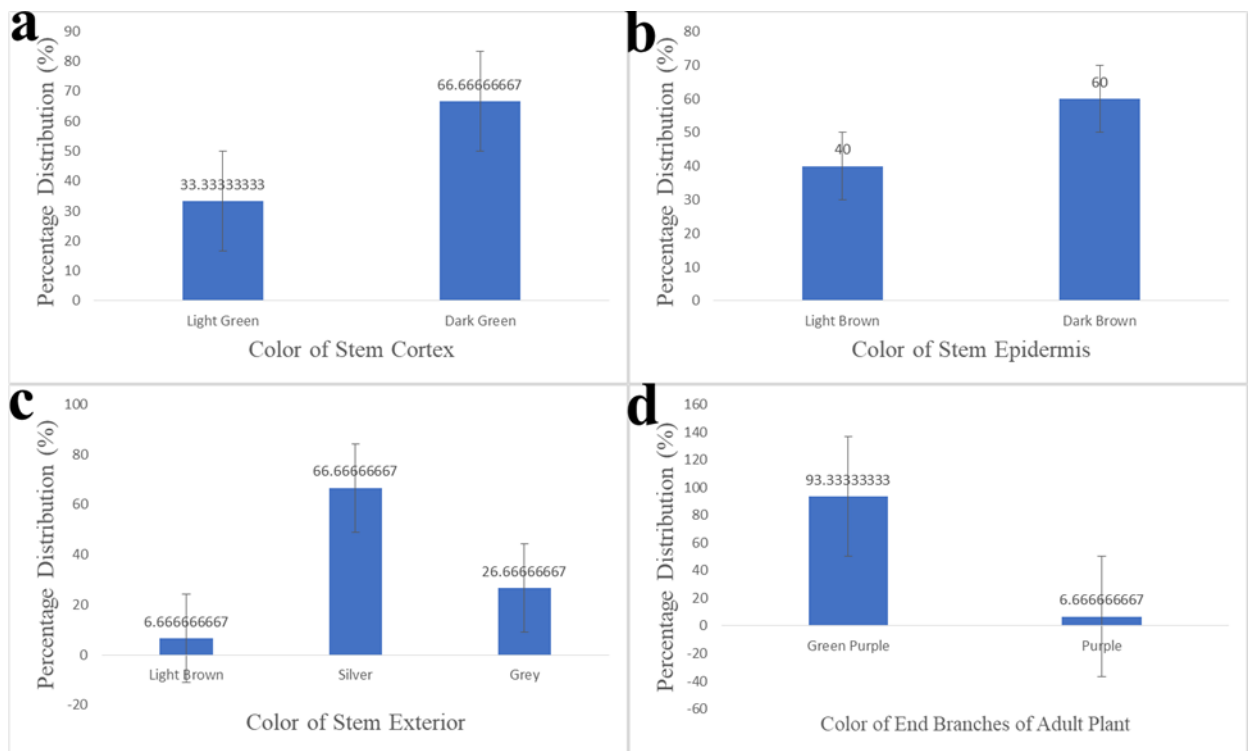 a
Percentage Distribution (%)
90
80
70
60
50
40
30
20
10
0
33.33333333
66.66666667
Light Green
Dark Green
Color of Stem Cortex
b
Percentage Distribution (%)
80
70
60
50
40
30
20
10
0
40
60
Light Brown
Dark Brown
Color of Stem Epidermis
c
Percentage Distribution (%)
100
80
60
40
20
0
-20
6.666666667
66.66666667
26.66666667
Light Brown
Silver
Grey
Color of Stem Exterior
d
Percentage Distribution (%)
160
140
120
100
80
60
40
20
0
-20
-40
-60
93.33333333
6.666666667
Green Purple
Purple
Color of End Branches of Adult Plant